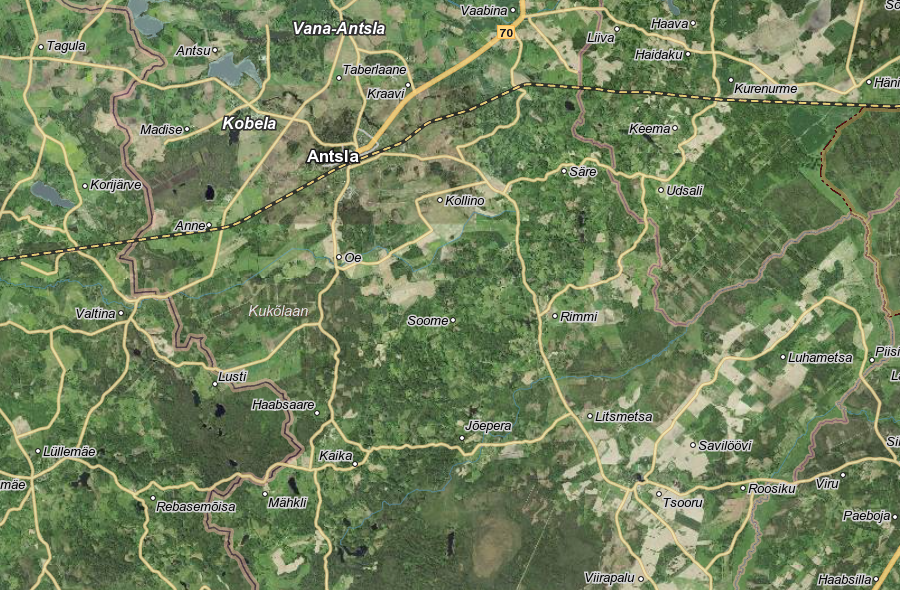 Vaabina
Haava
Vana-Antsla
70
Liiva
Tagula
Antsu
Haidaku
Taberlaane
Kraavi
Kurenurme
Häni
Madise
Kobela
Keema
Antsla
Säre
Korijärve
Udsali
Kollino
Anne
Oe
Kukõlaan
Valtina
Soome
Rimmi
Piisi
Luhametsa
Lusti
Haabsaare
Litsmetsa
Jõepera
Savilöövi
Lüllemäe
Kaika
mäe
Viru
Roosiku
Rebasemõisa
Mähkli
Tsooru
Paeboja
Viirapalu
Haabsilla